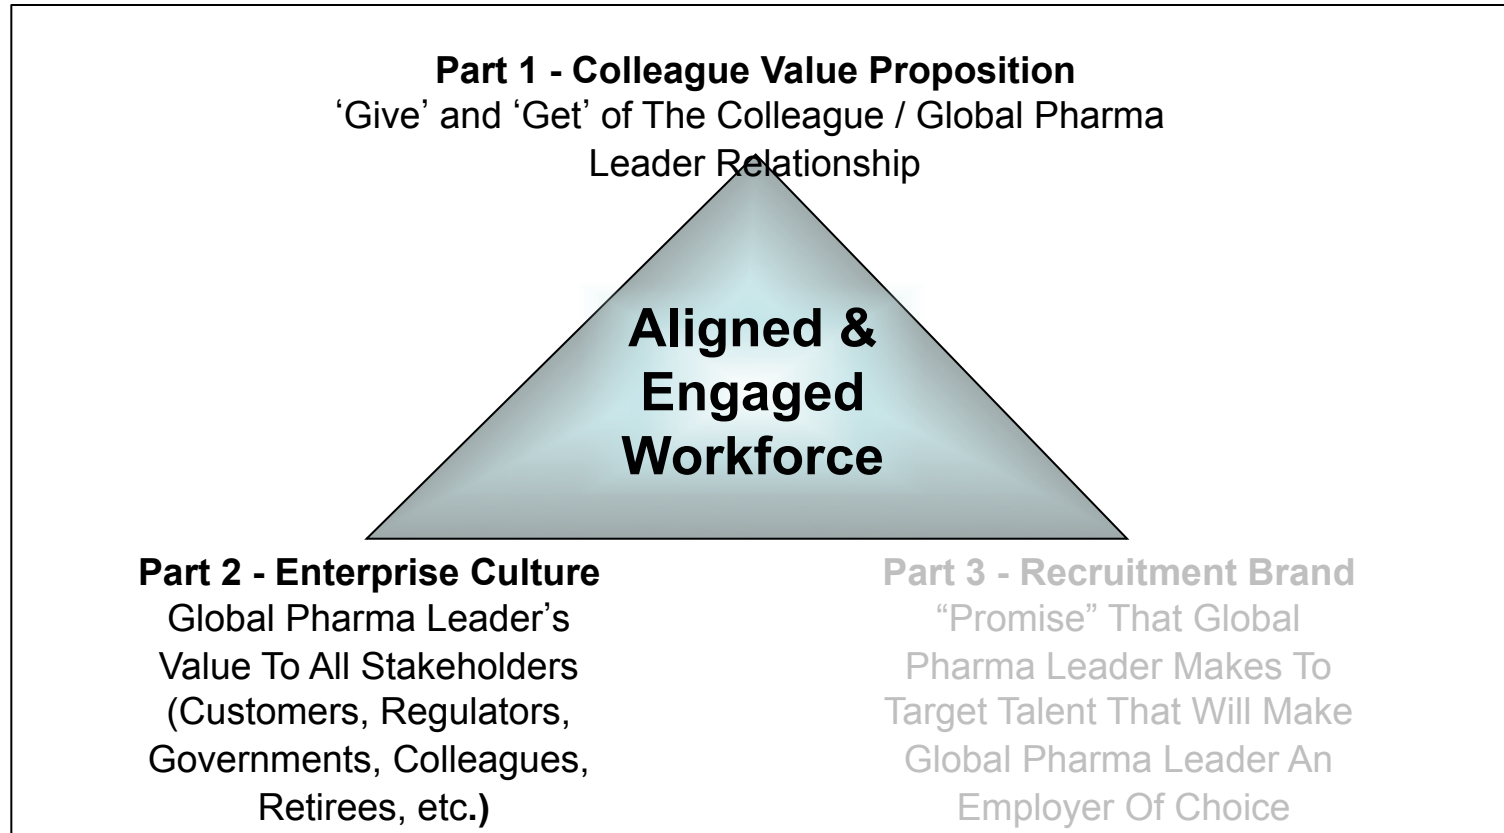 Part 1 - Colleague Value Proposition
‘Give’ and ‘Get’ of The Colleague / Global Pharma
Leader Relationship
Aligned &
Engaged
Workforce
Part 2 - Enterprise Culture
Global Pharma Leader’s
Value To All Stakeholders
(Customers, Regulators,
Governments, Colleagues,
Retirees, etc.)
Part 3 - Recruitment Brand
“Promise” That Global
Pharma Leader Makes To
Target Talent That Will Make
Global Pharma Leader An
Employer Of Choice